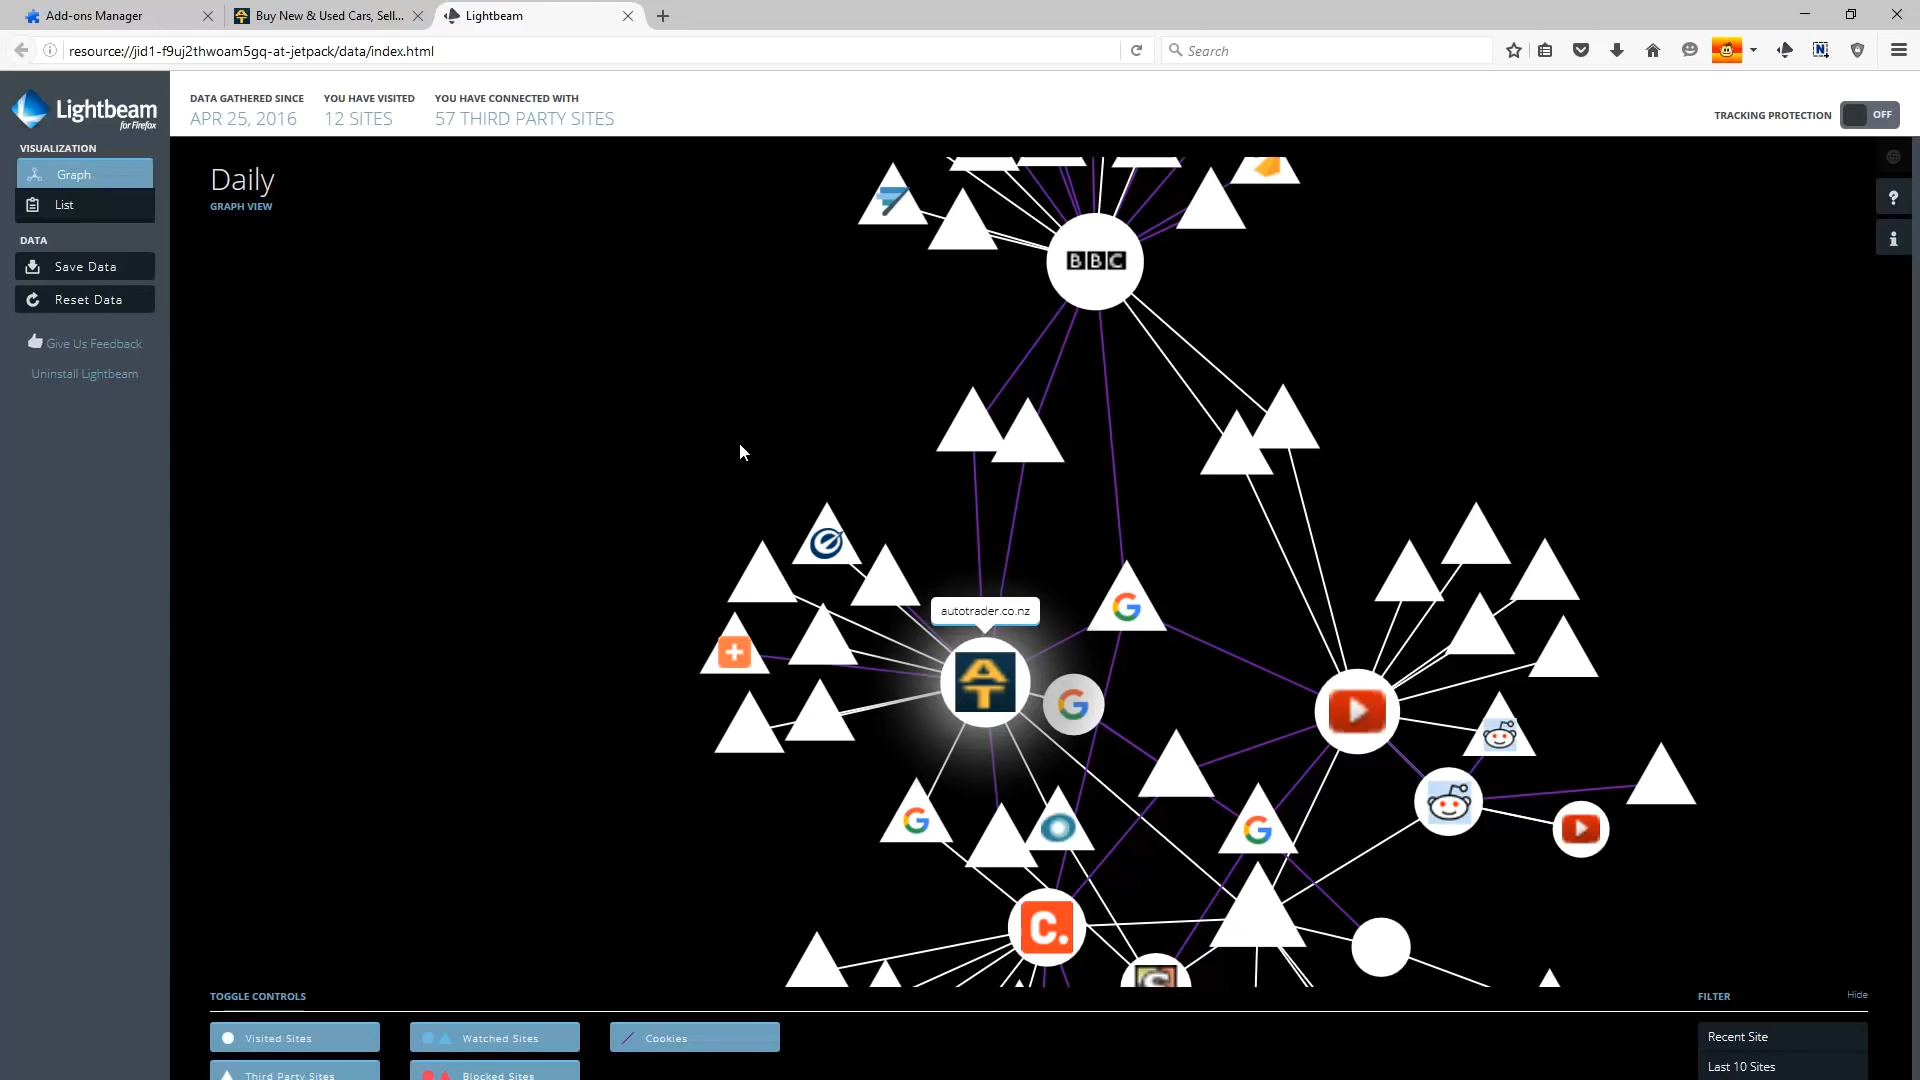 Add-ons Manager
Buy New & Used Cars, Sell...
Lightbeam
resource://jid1-f9uj2thwoam5gq-at-jetpack/data/index.html
Search
Lightbeam
for Firefox
DATA GATHERED SINCE
APR 25, 2016
YOU HAVE VISITED
12 SITES
YOU HAVE CONNECTED WITH
57 THIRD PARTY SITES
TRACKING PROTECTION
OFF
VISUALIZATION
Graph
List
DATA
Save Data
Reset Data
Give Us Feedback
Uninstall Lightbeam
Daily
GRAPH VIEW
BBC
autotrader.co.nz
AT
G
G
G
G
C.
TOGGLE CONTROLS
Visited Sites
Watched Sites
Cookies
Third Party Sites
Blocked Sites
FILTER
Hide
Recent Site
Last 10 Sites